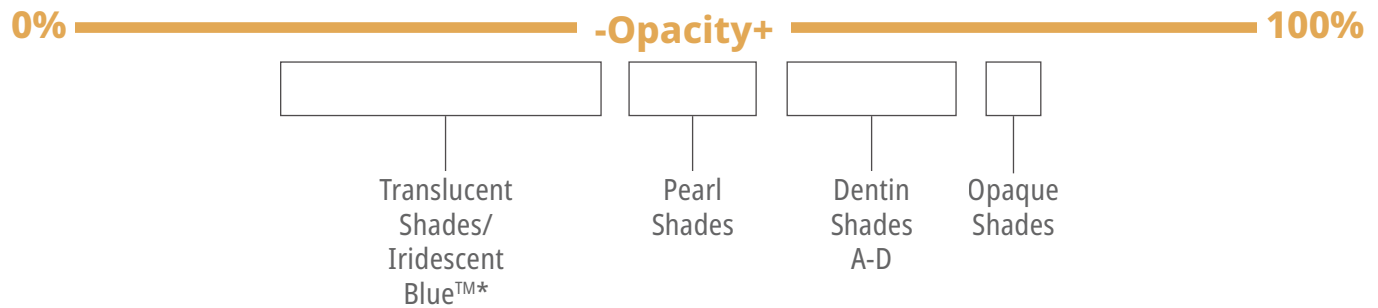 0% -Opacity+ 100%
Translucent
Shades/
Iridescent
Blue™*
Pearl
Shades
Dentin
Shades
A-D
Opaque
Shades